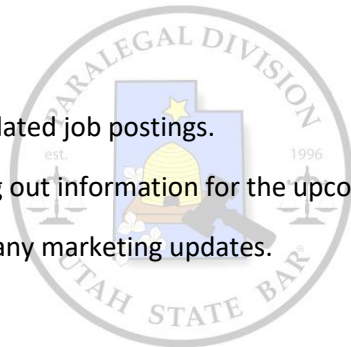 PARALEGAL DIVISION
lated job postings.
est. 1996
g out information for the upco
any marketing updates.
UTAH STATE BAR®